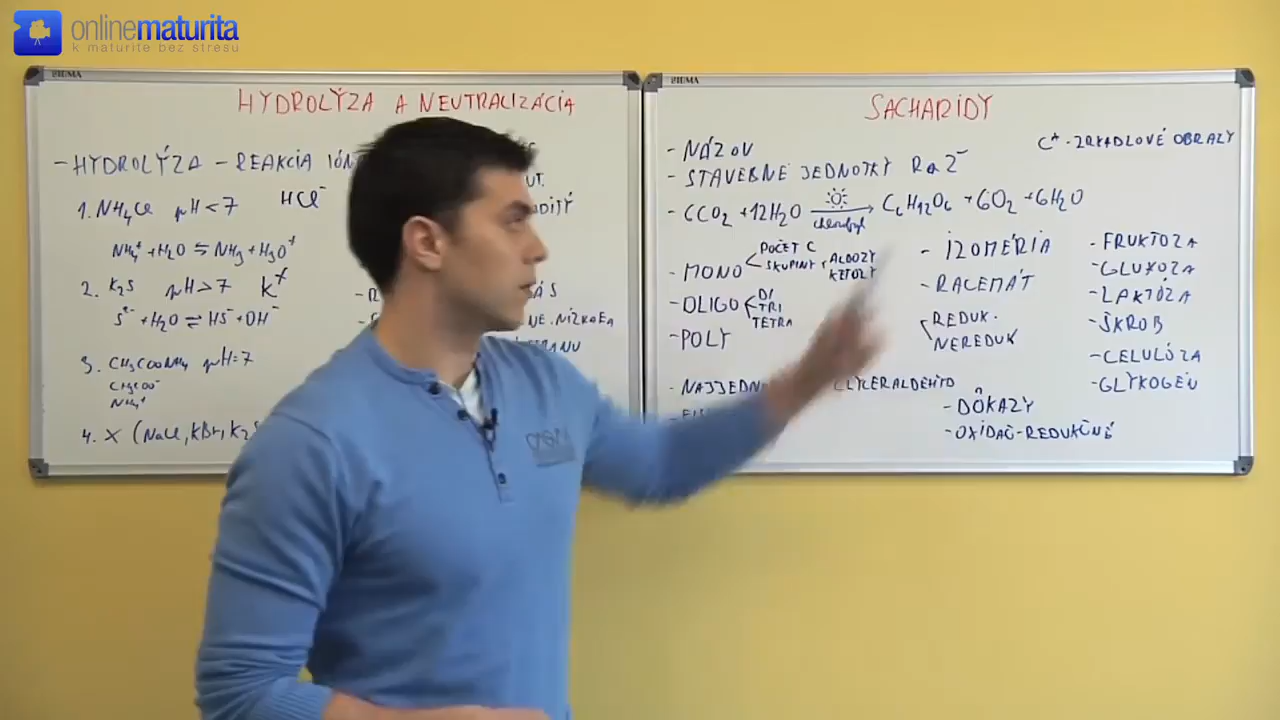 onlinematurita
k maturite bez stresu
SIGMA
HYDROLÝZA A NEUTRALIZÁCIA
- HYDROLÝZA - REAKCIA IÓN
1. NH4Cl pH < 7 HCl-
NH4+ + H2O ⇌ NH3 + H3O+
2. K2S pH > 7 K+
S2- + H2O ⇌ HS- + OH-
3. CH3COONH4 pH = 7
CH3COO-
NH4+
4. X (NaCl, KBr, K2S
SIGMA
SACHARIDY
C* - ZRKADLOVÉ OBRAZY
- NÁZOV
- STAVEBNÉ JEDNOTKY R a Ž
- 6CO2 + 12H2O → C6H12O6 + 6O2 + 6H2O
chlorofyl
- MONO
POČET C
SKUPINY
ALDÓZY
KETÓZY
- OLIGO
DI
TRI
TETRA
- POLY
- NAJJEDN GLYCERALDEHYD
- IZOMÉRIA
- RACEMÁT
REDUK.
NEREDUK
- DÔKAZY
- OXIDAČ-REDUKČNÉ
- FRUKTÓZA
- GLUKÓZA
- LAKTÓZA
- ŠKROB
- CELULÓZA
- GLYKOGÉN